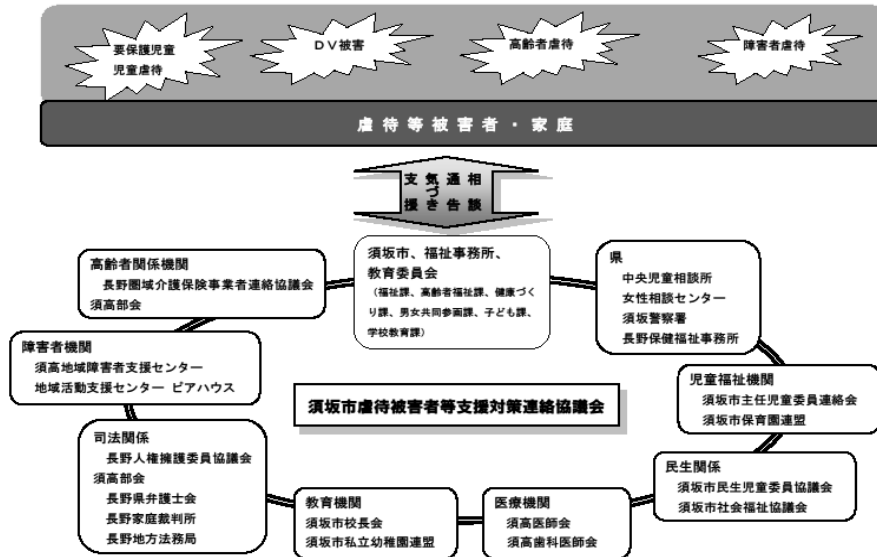 要保護児童
児童虐待
DV被害
高齢者虐待
障害者虐待
虐待等被害者・家庭
相談
通告
気づき
支援
須坂市、福祉事務所、
教育委員会
（福祉課、高齢者福祉課、健康づく
り課、男女共同参画課、子ども課、
学校教育課）
高齢者関係機関
長野圏域介護保険事業者連絡協議会
須高部会
県
中央児童相談所
女性相談センター
須坂警察署
長野保健福祉事務所
障害者機関
須高地域障害者支援センター
地域活動支援センター ピアハウス
児童福祉機関
須坂市主任児童委員連絡会
須坂市保育園連盟
須坂市虐待被害者等支援対策連絡協議会
司法関係
長野人権擁護委員協議会
須高部会
長野県弁護士会
長野家庭裁判所
長野地方法務局
民生関係
須坂市民生児童委員協議会
須坂市社会福祉協議会
教育機関
須坂市校長会
須坂市私立幼稚園連盟
医療機関
須高医師会
須高歯科医師会